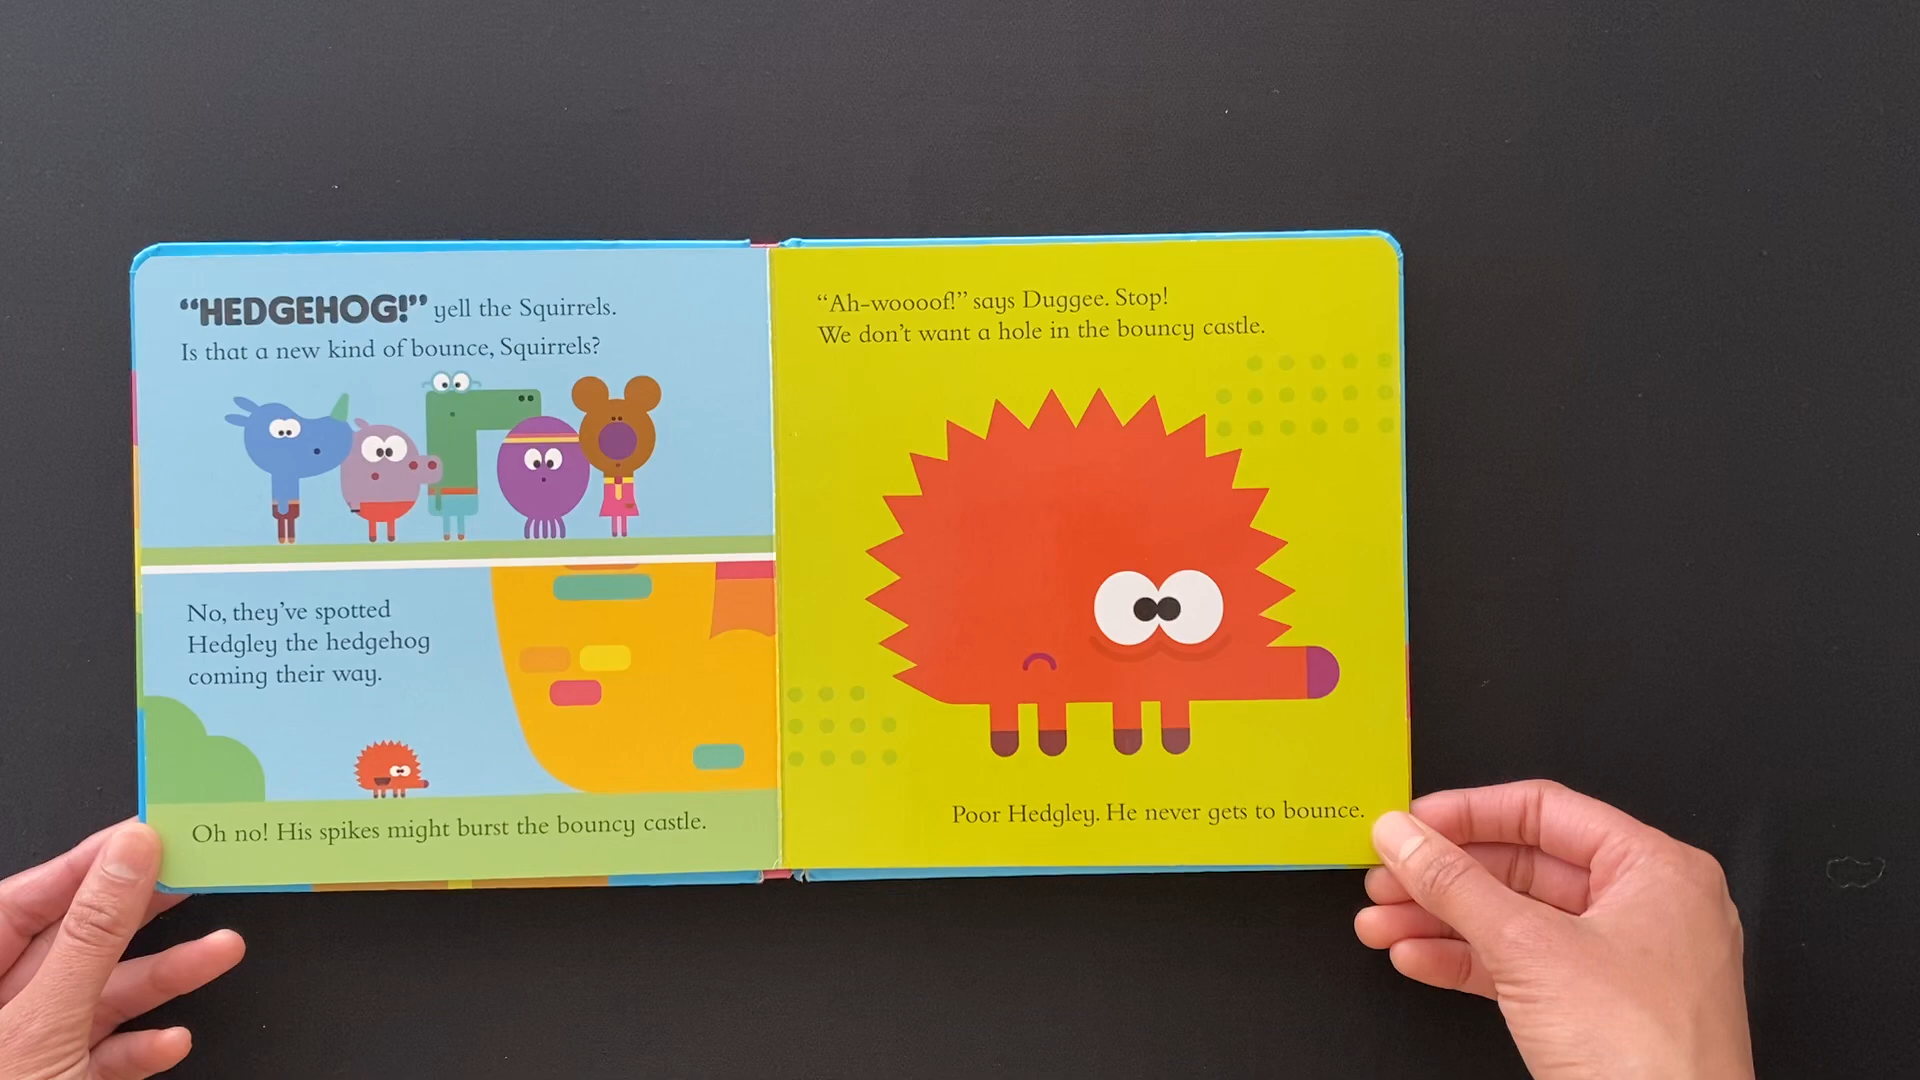 “HEDGEHOG!” yell the Squirrels.
Is that a new kind of bounce, Squirrels?
No, they’ve spotted
Hedgley the hedgehog
coming their way.
Oh no! His spikes might burst the bouncy castle.
“Ah-woooof!” says Duggee. Stop!
We don’t want a hole in the bouncy castle.
Poor Hedgley. He never gets to bounce.